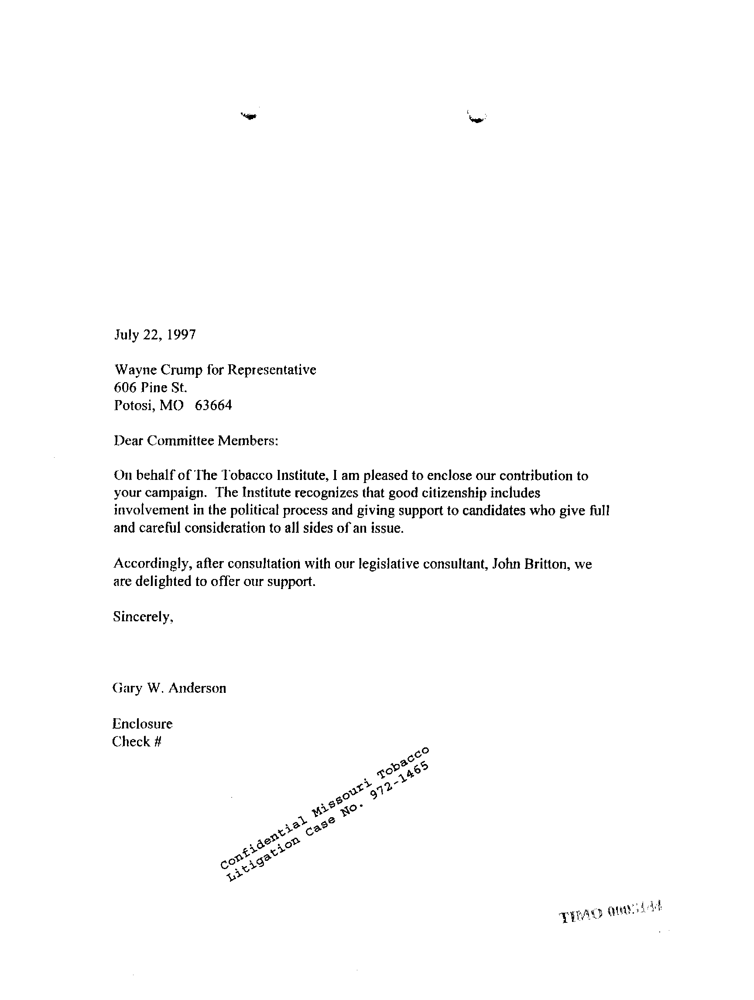 July 22, 1997
Wayne Crump for Representative
606 Pine St.
Potosi, MO 63664
Dear Committee Members:
On behalf of The Tobacco Institute, I am pleased to enclose our contribution to
your campaign. The Institute recognizes that good citizenship includes
involvement in the political process and giving support to candidates who give full
and careful consideration to all sides of an issue.
Accordingly, after consultation with our legislative consultant, John Britton, we
are delighted to offer our support.
Sincerely,
Gary W. Anderson
Enclosure
Check #
Confidential Missouri Tobacco
Litigation Case No. 972-1465